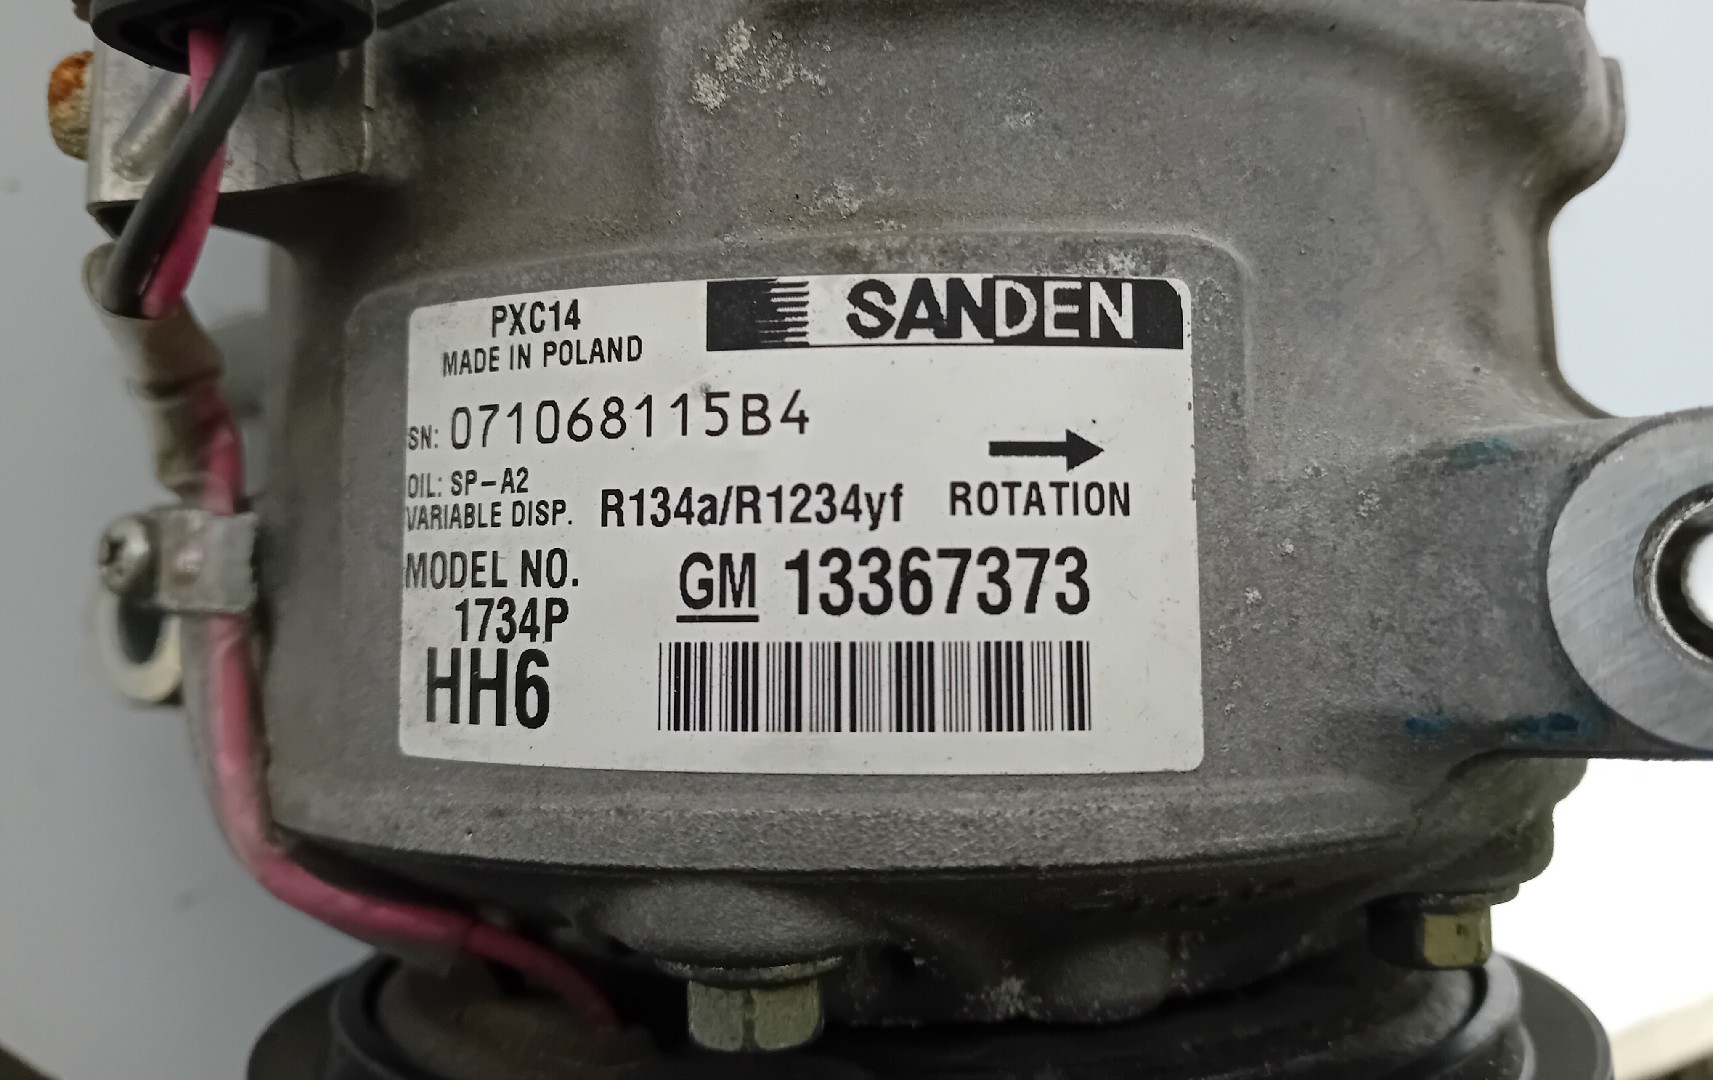 PXC14
MADE IN POLAND
SANDEN
SN: 071068115B4
OIL: SP-A2
VARIABLE DISP.
R134a/R1234yf
ROTATION
MODEL NO.
1734P
GM 13367373
HH6